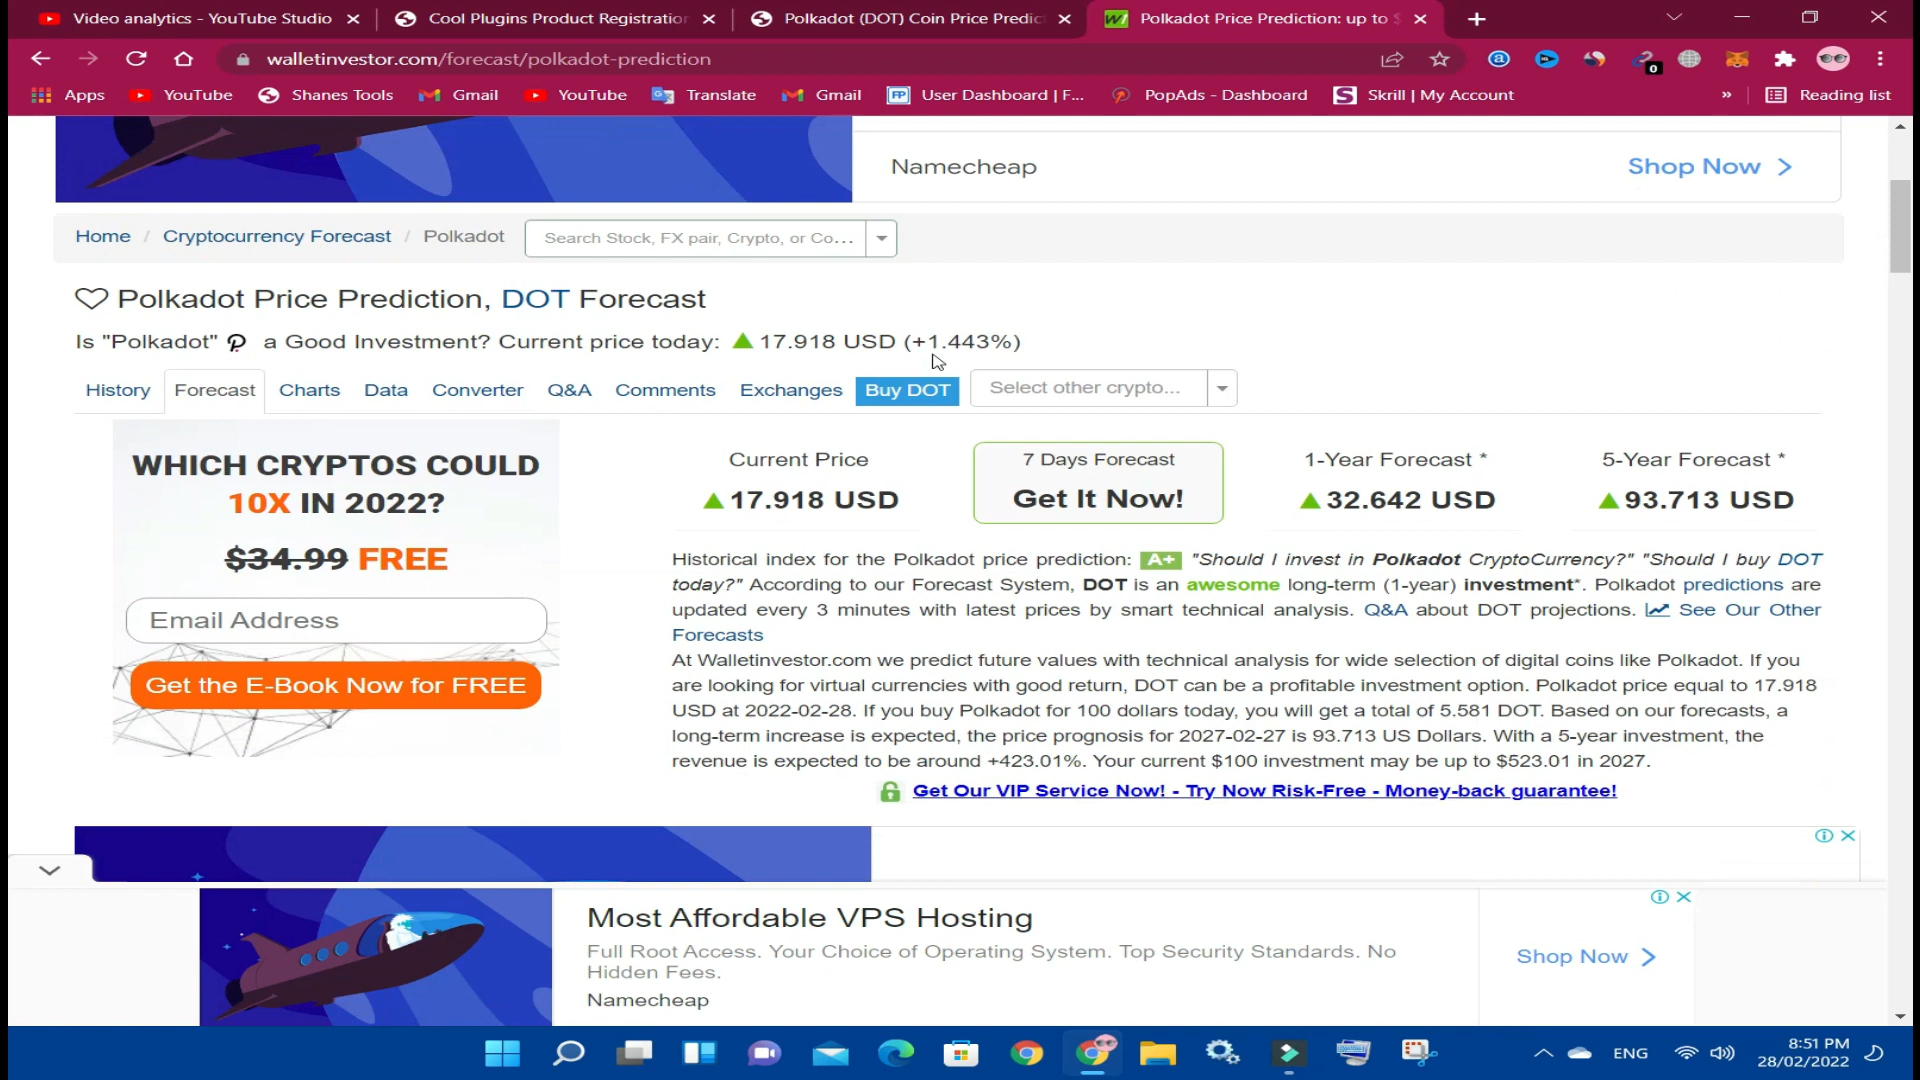 Video analytics - YouTube Studio
Cool Plugins Product Registration
Polkadot (DOT) Coin Price Predic
Polkadot Price Prediction: up to $
walletinvestor.com/forecast/polkadot-prediction
0
Apps
YouTube
Shanes Tools
Gmail
YouTube
Translate
Gmail
User Dashboard | F...
PopAds - Dashboard
Skrill | My Account
»
Reading list
Namecheap
Shop Now
Home / Cryptocurrency Forecast / Polkadot
Search Stock, FX pair, Crypto, or Co...
Polkadot Price Prediction, DOT Forecast
Is "Polkadot" a Good Investment? Current price today: 17.918 USD (+1.443%)
History
Forecast
Charts
Data
Converter
Q&A
Comments
Exchanges
Buy DOT
Select other crypto...
WHICH CRYPTOS COULD
10X IN 2022?
$34.99 FREE
Email Address
Get the E-Book Now for FREE
Current Price
17.918 USD
7 Days Forecast
Get It Now!
1-Year Forecast *
32.642 USD
5-Year Forecast *
93.713 USD
Historical index for the Polkadot price prediction: A+ "Should I invest in Polkadot CryptoCurrency?" "Should I buy DOT
today?" According to our Forecast System, DOT is an awesome long-term (1-year) investment*. Polkadot predictions are
updated every 3 minutes with latest prices by smart technical analysis. Q&A about DOT projections. See Our Other
Forecasts
At Walletinvestor.com we predict future values with technical analysis for wide selection of digital coins like Polkadot. If you
are looking for virtual currencies with good return, DOT can be a profitable investment option. Polkadot price equal to 17.918
USD at 2022-02-28. If you buy Polkadot for 100 dollars today, you will get a total of 5.581 DOT. Based on our forecasts, a
long-term increase is expected, the price prognosis for 2027-02-27 is 93.713 US Dollars. With a 5-year investment, the
revenue is expected to be around +423.01%. Your current $100 investment may be up to $523.01 in 2027.
Get Our VIP Service Now! - Try Now Risk-Free - Money-back guarantee!
Most Affordable VPS Hosting
Full Root Access. Your Choice of Operating System. Top Security Standards. No
Hidden Fees.
Namecheap
Shop Now
ENG
8:51 PM
28/02/2022